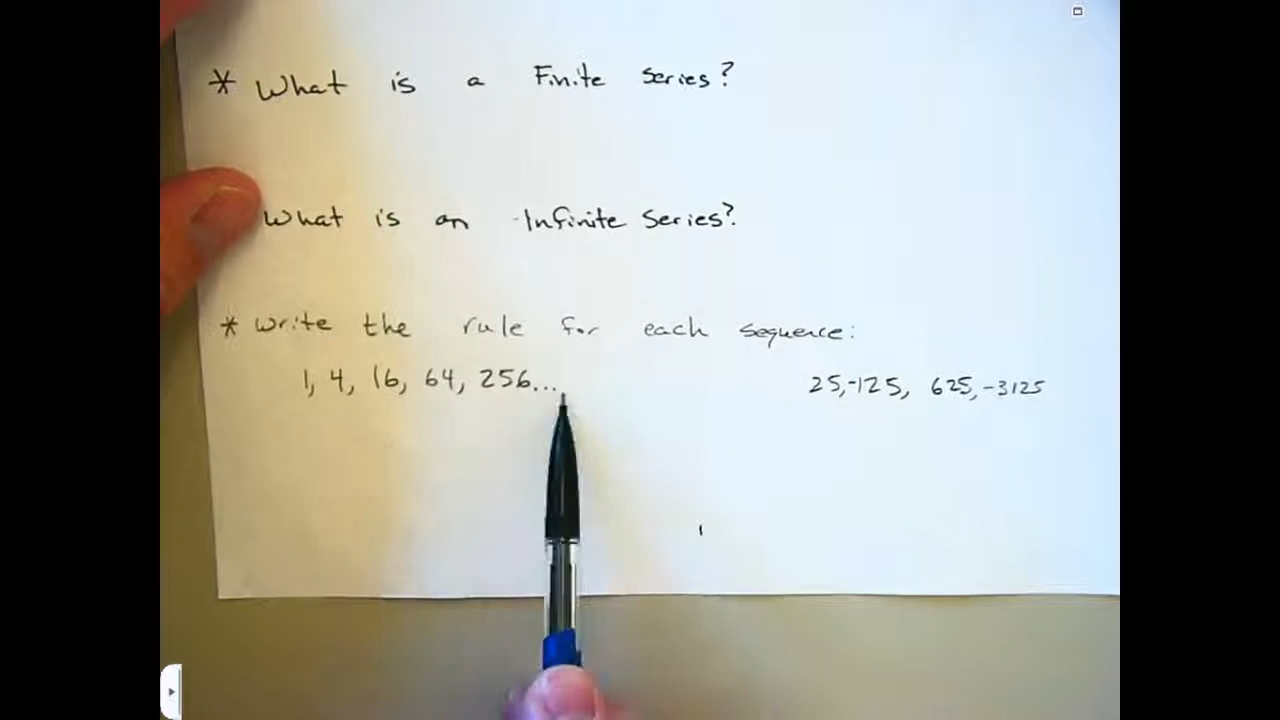 * What is a Finite series?
What is an Infinite series?
* write the rule for each sequence:
1, 4, 16, 64, 256... 25,-125, 625,-3125